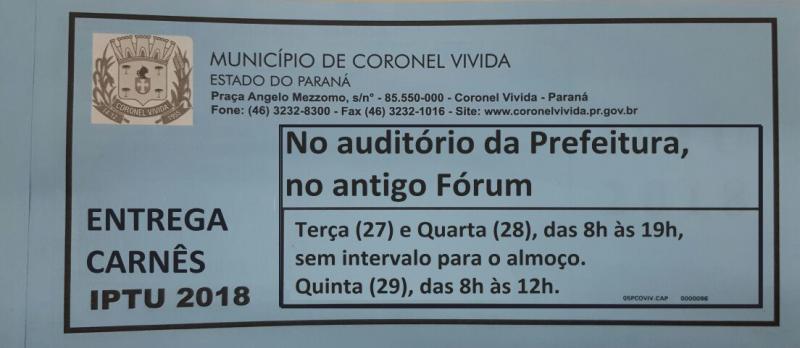 MUNICÍPIO DE CORONEL VIVIDA
ESTADO DO PARANÁ
Praça Angelo Mezzomo, s/nº - 85.550-000 - Coronel Vivida - Paraná
Fone: (46) 3232-8300 - Fax (46) 3232-1016 - Site: www.coronelvivida.pr.gov.br
CORONEL VIVIDA
No auditório da Prefeitura,
no antigo Fórum
ENTREGA
CARNÊS
IPTU 2018
Terça (27) e Quarta (28), das 8h às 19h,
sem intervalo para o almoço.
Quinta (29), das 8h às 12h.
05PCOVIV-CAP 0000096